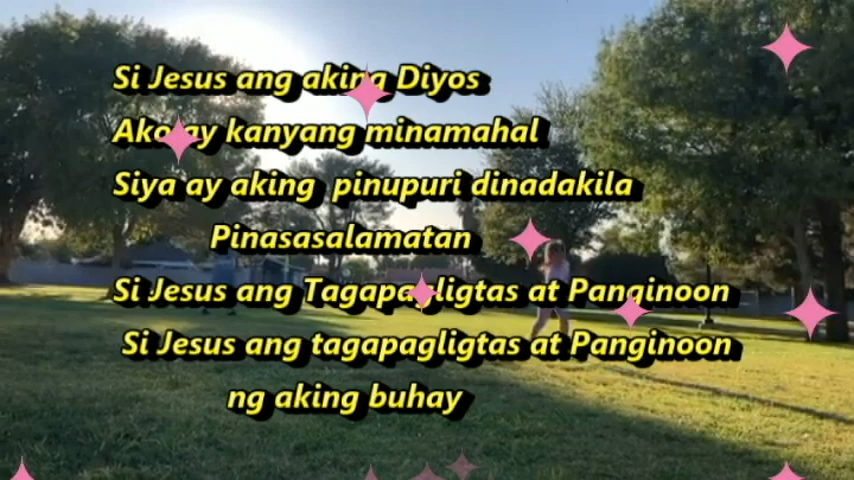 Si Jesus ang aking Diyos
Ako ay kanyang minamahal
Siya ay aking pinupuri dinadakila
Pinasasalamatan
Si Jesus ang Tagapagligtas at Panginoon
Si Jesus ang tagapagligtas at Panginoon
ng aking buhay